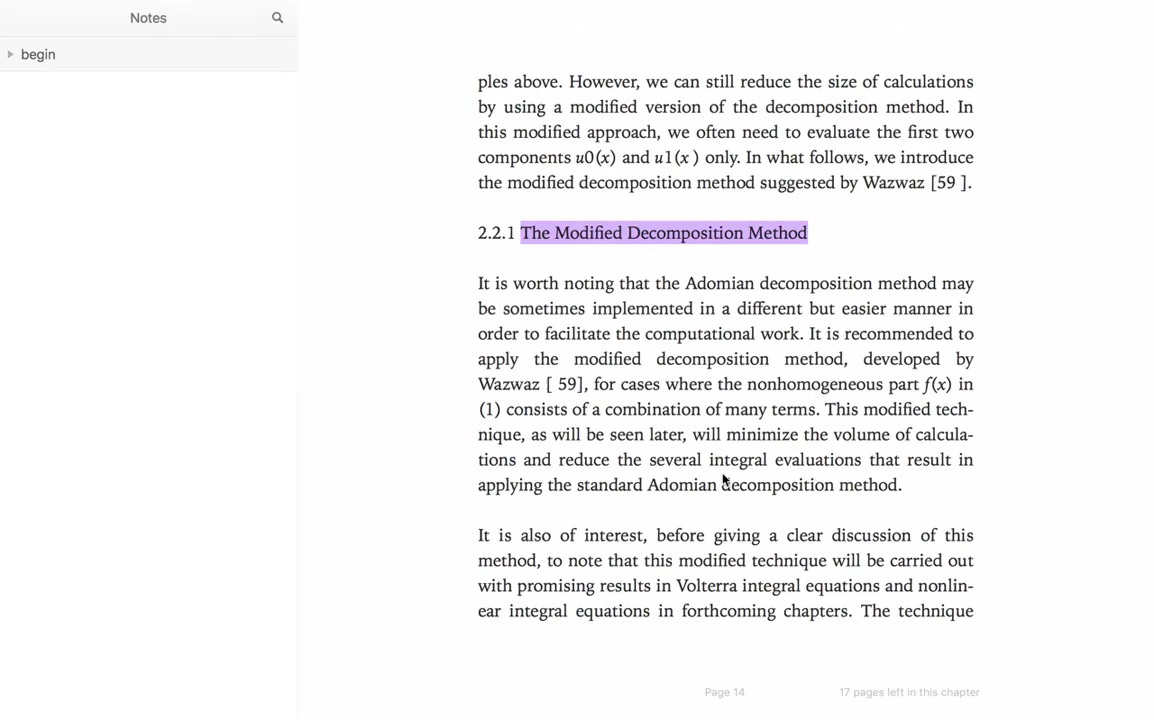 Notes
begin
ples above. However, we can still reduce the size of calculations
by using a modified version of the decomposition method. In
this modified approach, we often need to evaluate the first two
components u0(x) and u1(x ) only. In what follows, we introduce
the modified decomposition method suggested by Wazwaz [59 ].
2.2.1 The Modified Decomposition Method
It is worth noting that the Adomian decomposition method may
be sometimes implemented in a different but easier manner in
order to facilitate the computational work. It is recommended to
apply the modified decomposition method, developed by
Wazwaz [ 59], for cases where the nonhomogeneous part f(x) in
(1) consists of a combination of many terms. This modified tech-
nique, as will be seen later, will minimize the volume of calcula-
tions and reduce the several integral evaluations that result in
applying the standard Adomian decomposition method.
It is also of interest, before giving a clear discussion of this
method, to note that this modified technique will be carried out
with promising results in Volterra integral equations and nonlin-
ear integral equations in forthcoming chapters. The technique
Page 14
17 pages left in this chapter